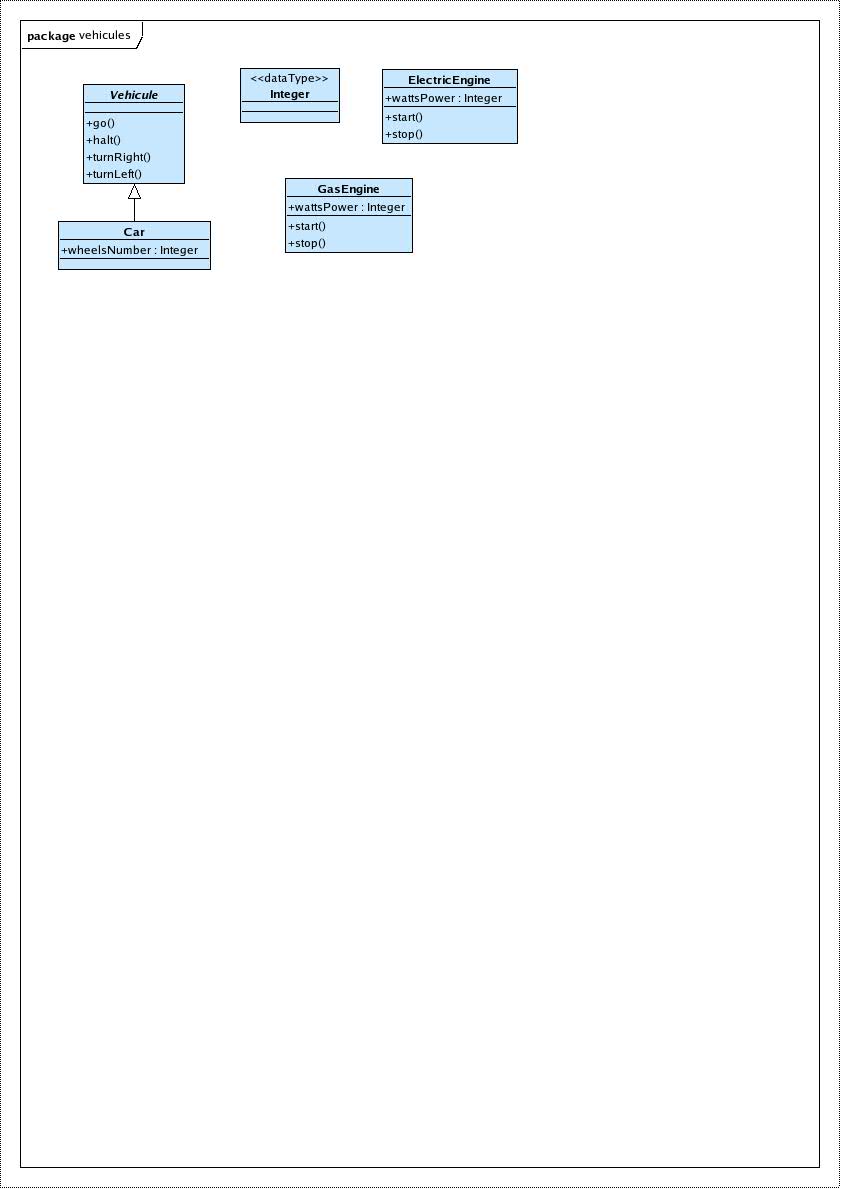 package vehicules
Vehicule
+go()
+halt()
+turnRight()
+turnLeft()
<<dataType>>
Integer
ElectricEngine
+wattsPower : Integer
+start()
+stop()
GasEngine
+wattsPower : Integer
+start()
+stop()
Car
+wheelsNumber : Integer